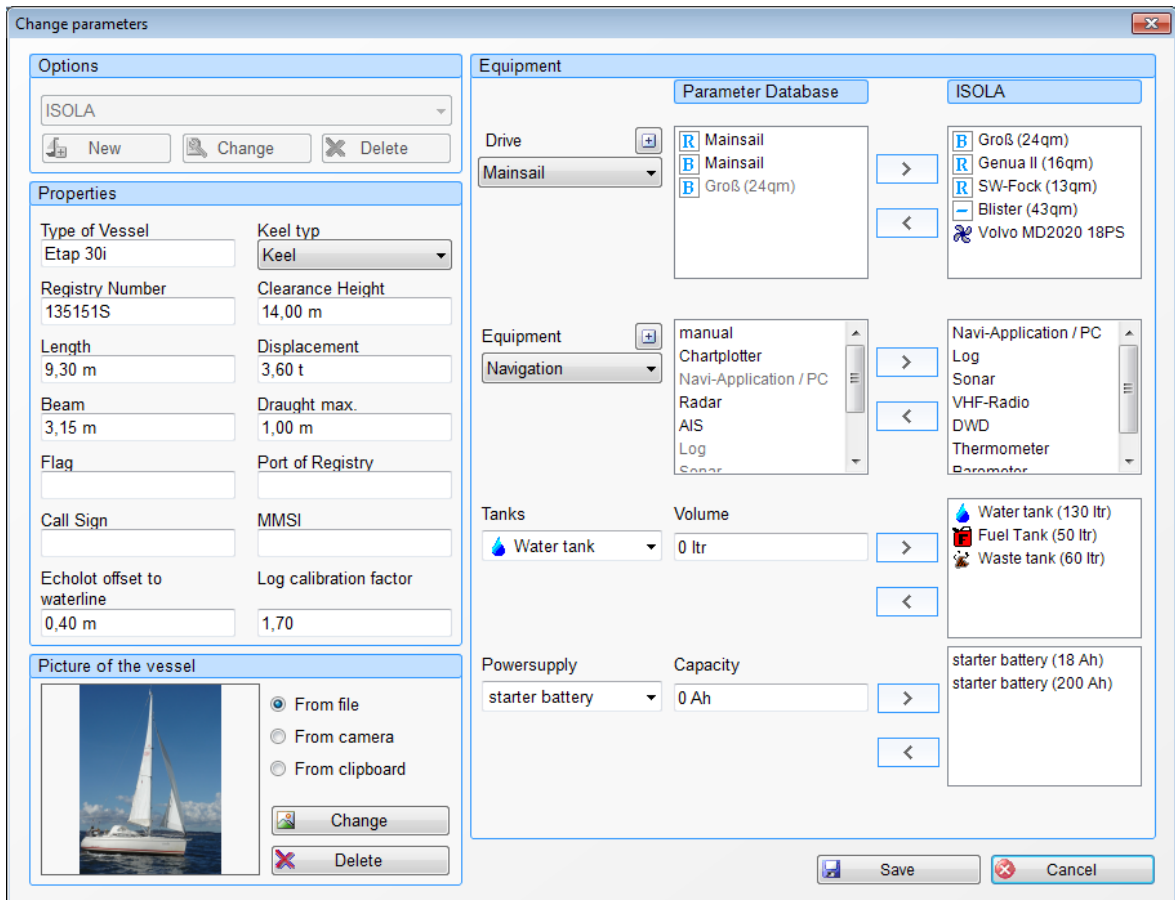 Change parameters
Options
ISOLA
New
Change
Delete
Properties
Type of Vessel
Keel typ
Etap 30i
Keel
Registry Number
Clearance Height
135151S
14,00 m
Length
Displacement
9,30 m
3,60 t
Beam
Draught max.
3,15 m
1,00 m
Flag
Port of Registry
Call Sign
MMSI
Echolot offset to
waterline
Log calibration factor
0,40 m
1,70
Picture of the vessel
From file
From camera
From clipboard
Change
Delete
Equipment
Parameter Database
ISOLA
Drive
Mainsail
R Mainsail
B Mainsail
B Groß (24qm)
>
<
B Groß (24qm)
R Genua II (16qm)
R SW-Fock (13qm)
Blister (43qm)
Volvo MD2020 18PS
Equipment
Navigation
manual
Chartplotter
Navi-Application / PC
Radar
AIS
Log
Sonar
>
<
Navi-Application / PC
Log
Sonar
VHF-Radio
DWD
Thermometer
Barometer
Tanks
Volume
Water tank
0 ltr
>
<
Water tank (130 ltr)
F Fuel Tank (50 ltr)
Waste tank (60 ltr)
Powersupply
Capacity
starter battery
0 Ah
>
<
starter battery (18 Ah)
starter battery (200 Ah)
Save
Cancel